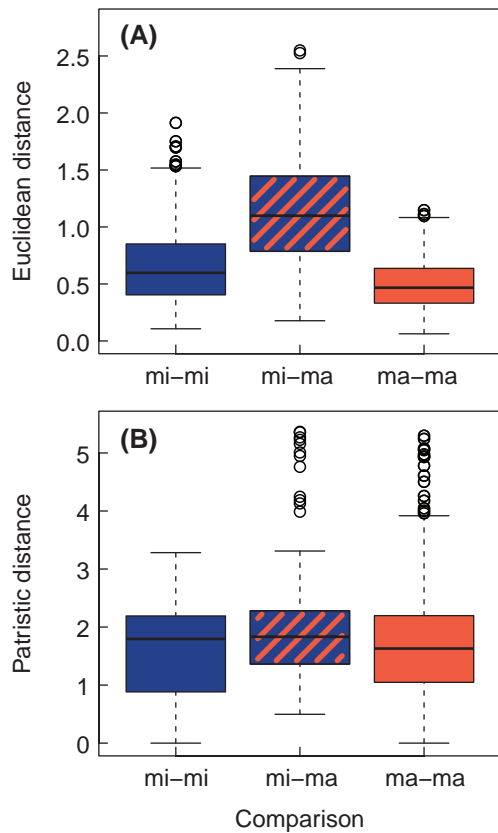 (A)
Euclidean distance
2.5
2.0
1.5
1.0
0.5
0.0
mi−mi mi−ma ma−ma
(B)
Patristic distance
5
4
3
2
1
0
mi−mi mi−ma ma−ma
Comparison